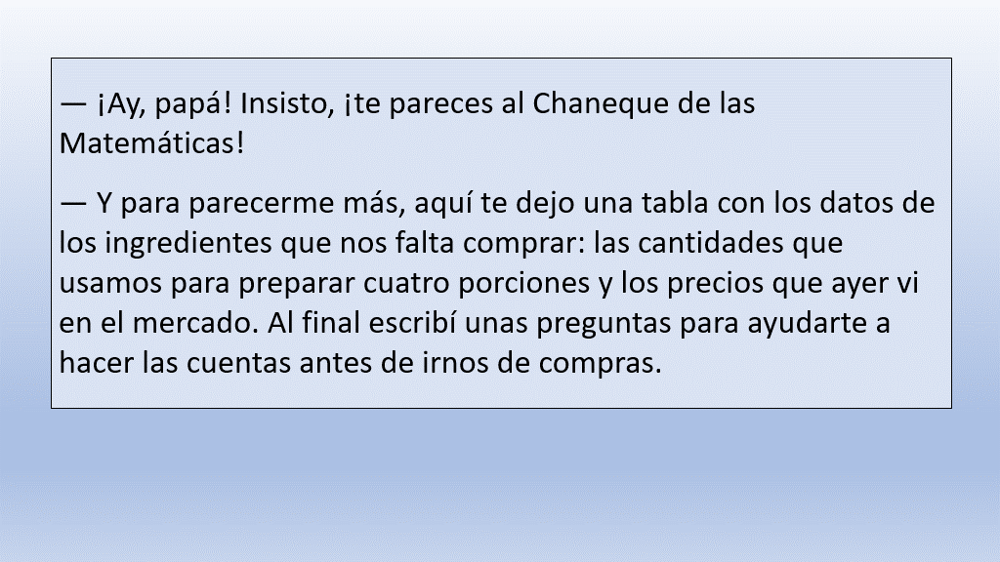 — ¡Ay, papá! Insisto, ¡te pareces al Chaneque de las
Matemáticas!
— Y para parecerme más, aquí te dejo una tabla con los datos de
los ingredientes que nos falta comprar: las cantidades que
usamos para preparar cuatro porciones y los precios que ayer vi
en el mercado. Al final escribí unas preguntas para ayudarte a
hacer las cuentas antes de irnos de compras.